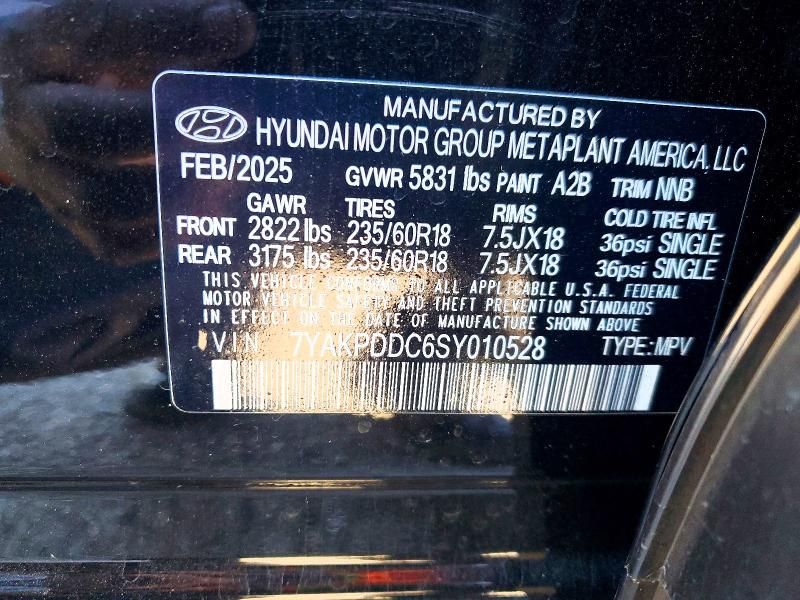 MANUFACTURED BY
HYUNDAI MOTOR GROUP METAPLANT AMERICA, LLC
FEB/2025 GVWR 5831 lbs PAINT A2B TRIM NNB
GAWR TIRES RIMS COLD TIRE INFL
FRONT 2822 lbs 235/60R18 7.5JX18 36psi SINGLE
REAR 3175 lbs 235/60R18 7.5JX18 36psi SINGLE
THIS VEHICLE CONFORMS TO ALL APPLICABLE U.S.A. FEDERAL
MOTOR VEHICLE SAFETY AND THEFT PREVENTION STANDARDS
IN EFFECT ON THE DATE OF MANUFACTURE SHOWN ABOVE
VIN 7YAKPDDC6SY010528 TYPE:MPV